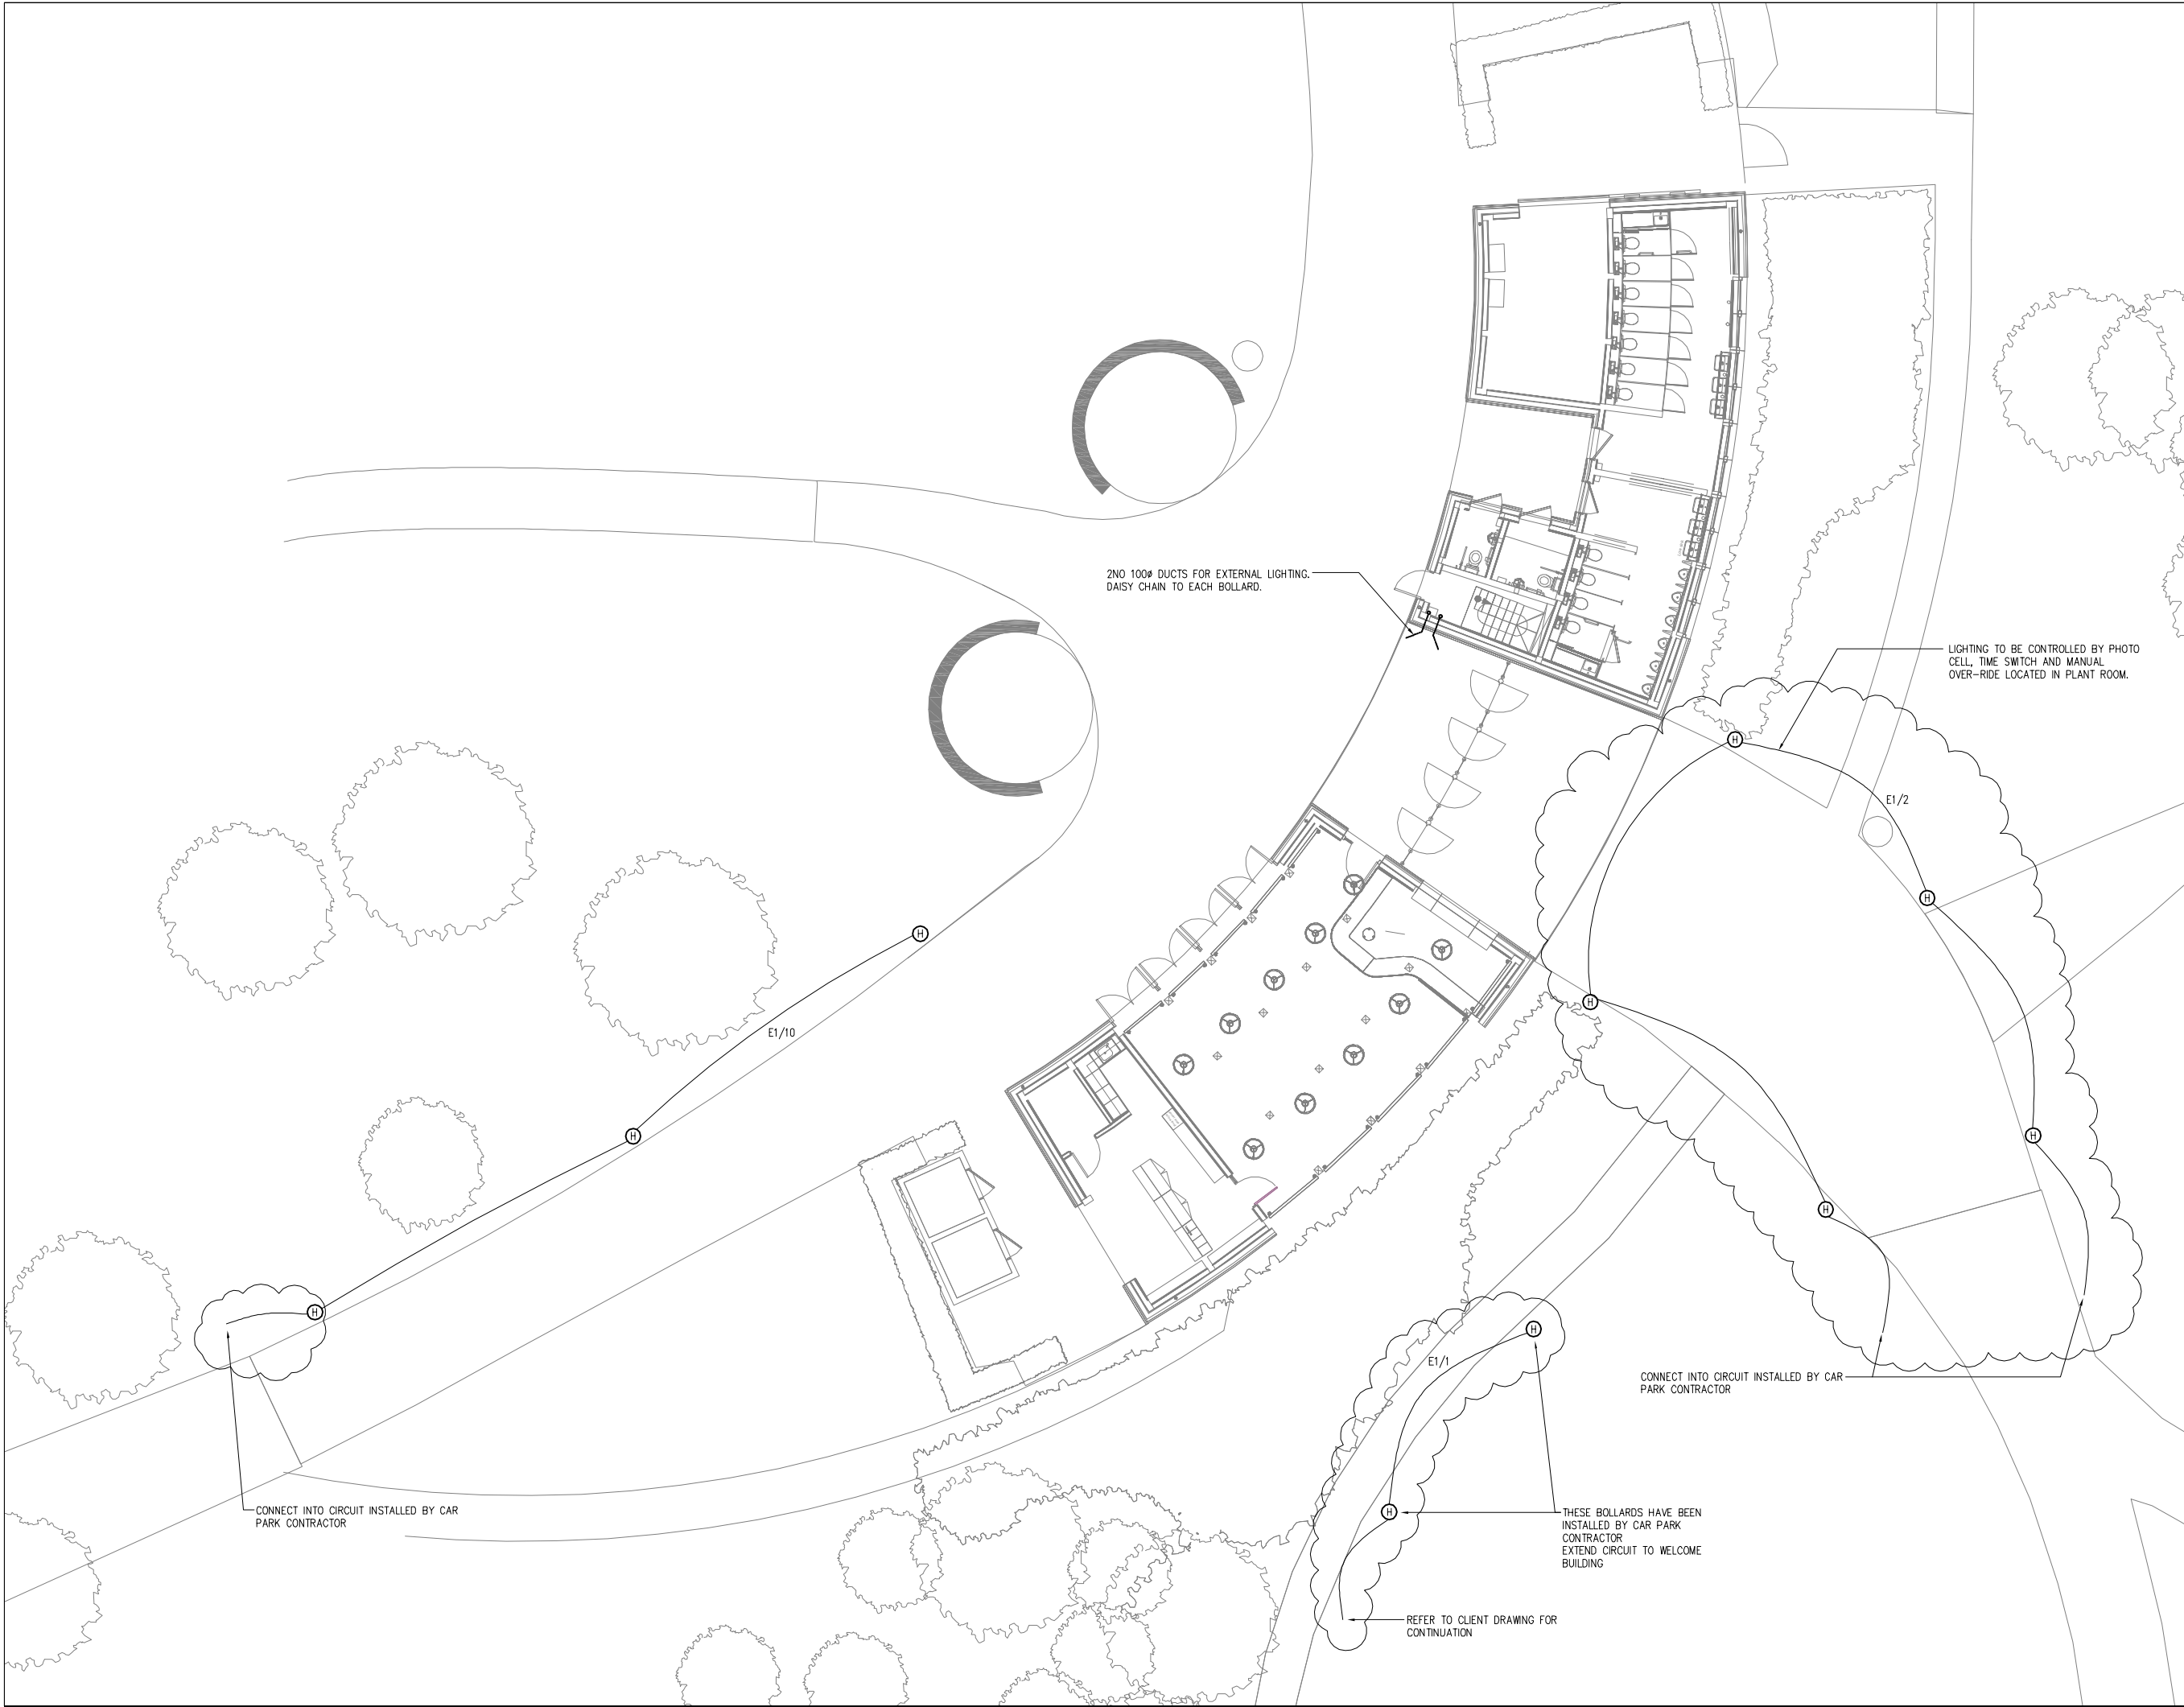 2NO 100ø DUCTS FOR EXTERNAL LIGHTING.
DAISY CHAIN TO EACH BOLLARD.
LIGHTING TO BE CONTROLLED BY PHOTO
CELL, TIME SWITCH AND MANUAL
OVER-RIDE LOCATED IN PLANT ROOM.
H
E1/2
H
H
E1/10
H
H
H
H
H
H
E1/1
CONNECT INTO CIRCUIT INSTALLED BY CAR
PARK CONTRACTOR
CONNECT INTO CIRCUIT INSTALLED BY CAR
PARK CONTRACTOR
H
THESE BOLLARDS HAVE BEEN
INSTALLED BY CAR PARK
CONTRACTOR
EXTEND CIRCUIT TO WELCOME
BUILDING
REFER TO CLIENT DRAWING FOR
CONTINUATION